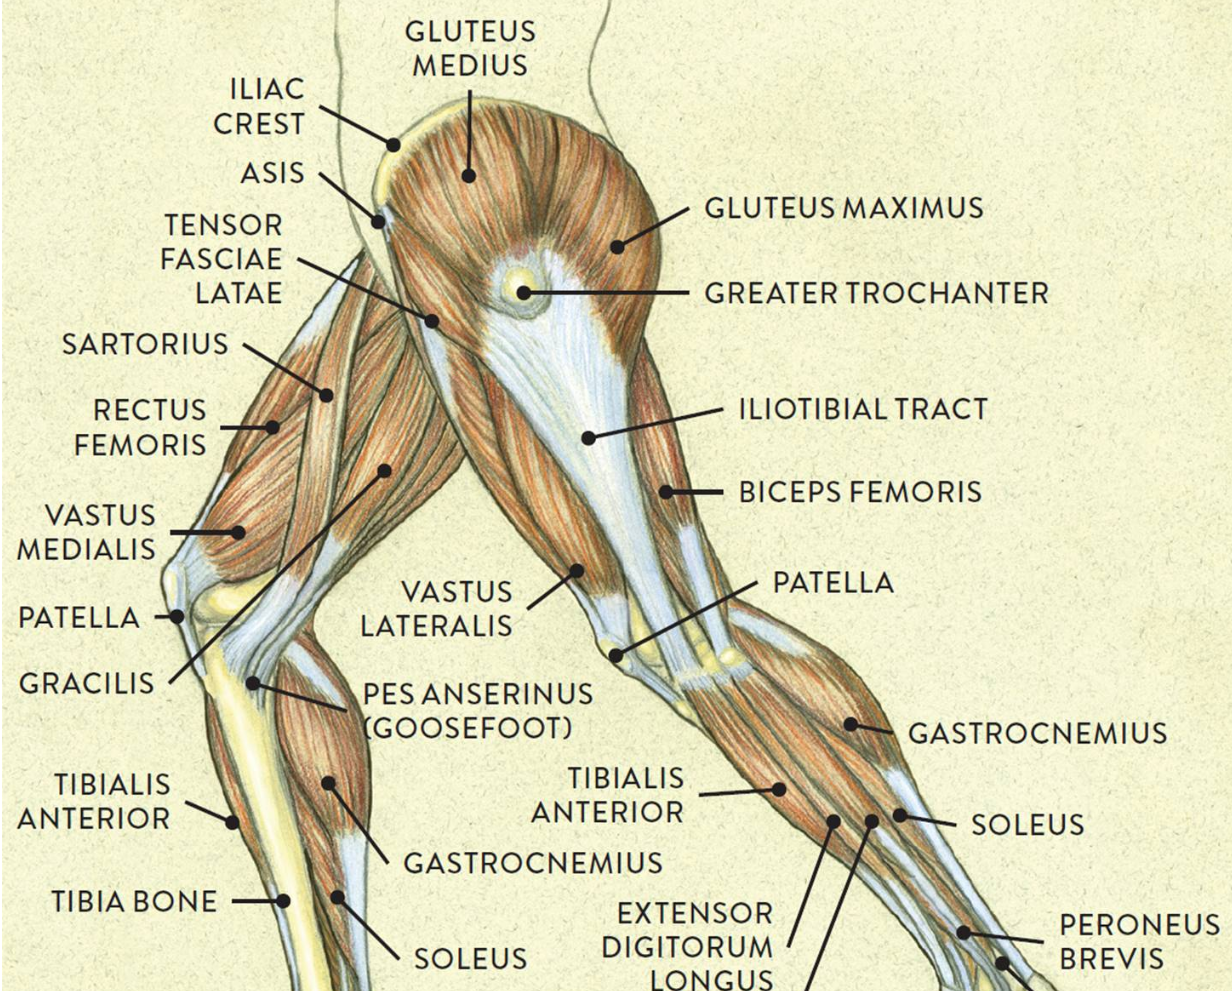 GLUTEUS
MEDIUS
ILIAC
CREST
ASIS
TENSOR
FASCIAE
LATAE
GLUTEUS MAXIMUS
GREATER TROCHANTER
SARTORIUS
RECTUS
FEMORIS
ILIOTIBIAL TRACT
BICEPS FEMORIS
VASTUS
MEDIALIS
VASTUS
LATERALIS
PATELLA
PATELLA
GRACILIS
PES ANSERINUS
(GOOSEFOOT)
GASTROCNEMIUS
TIBIALIS
ANTERIOR
TIBIALIS
ANTERIOR
SOLEUS
GASTROCNEMIUS
TIBIA BONE
EXTENSOR
DIGITORUM
LONGUS
PERONEUS
BREVIS
SOLEUS